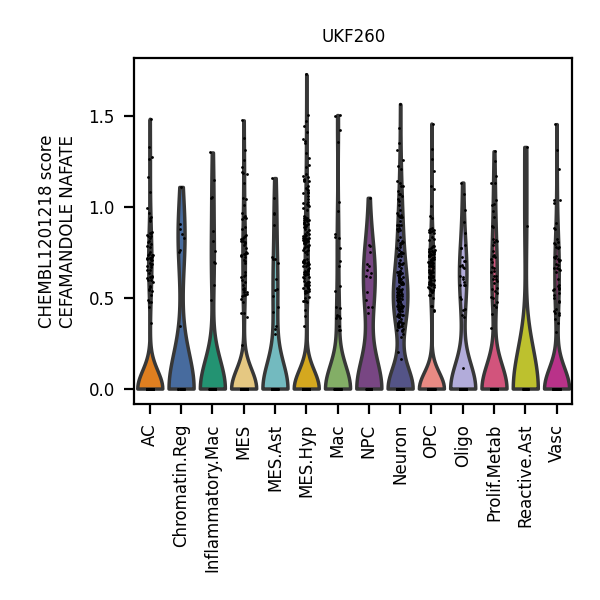 UKF260
CHEMBL1201218 score
CEFAMANDOLE NAFATE
1.5
1.0
0.5
0.0
AC
Chromatin.Reg
Inflammatory.Mac
MES
MES.Ast
MES.Hyp
Mac
NPC
Neuron
OPC
Oligo
Prolif.Metab
Reactive.Ast
Vasc